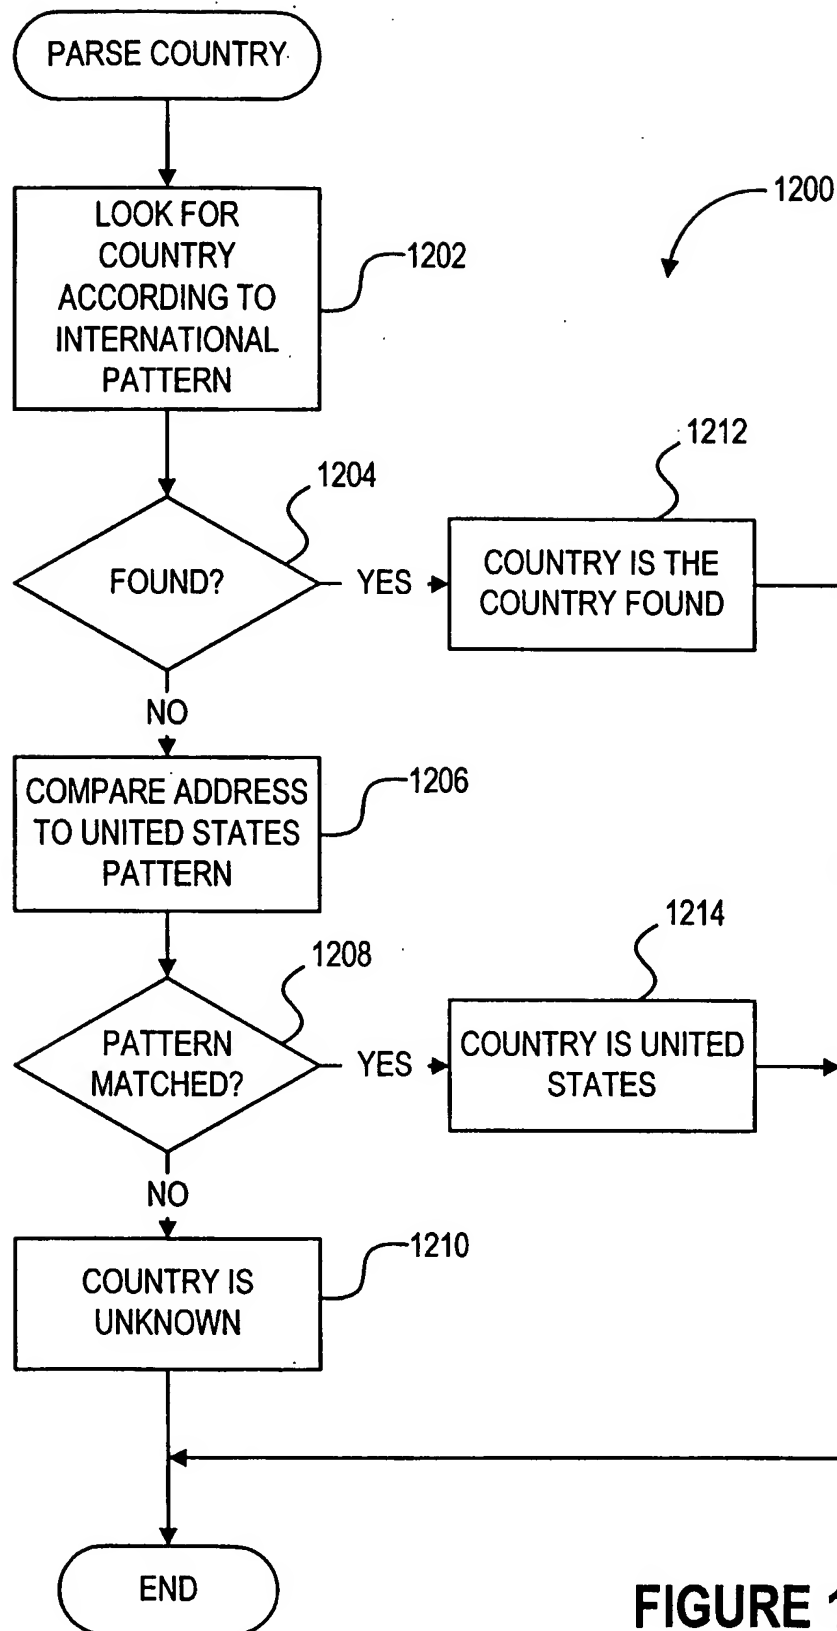 PARSE COUNTRY
1200
LOOK FOR
COUNTRY
ACCORDING TO
INTERNATIONAL
PATTERN
1202
1204
FOUND?
YES
1212
COUNTRY IS THE
COUNTRY FOUND
NO
COMPARE ADDRESS
TO UNITED STATES
PATTERN
1206
1208
PATTERN
MATCHED?
YES
1214
COUNTRY IS UNITED
STATES
NO
COUNTRY IS
UNKNOWN
1210
END
FIGURE